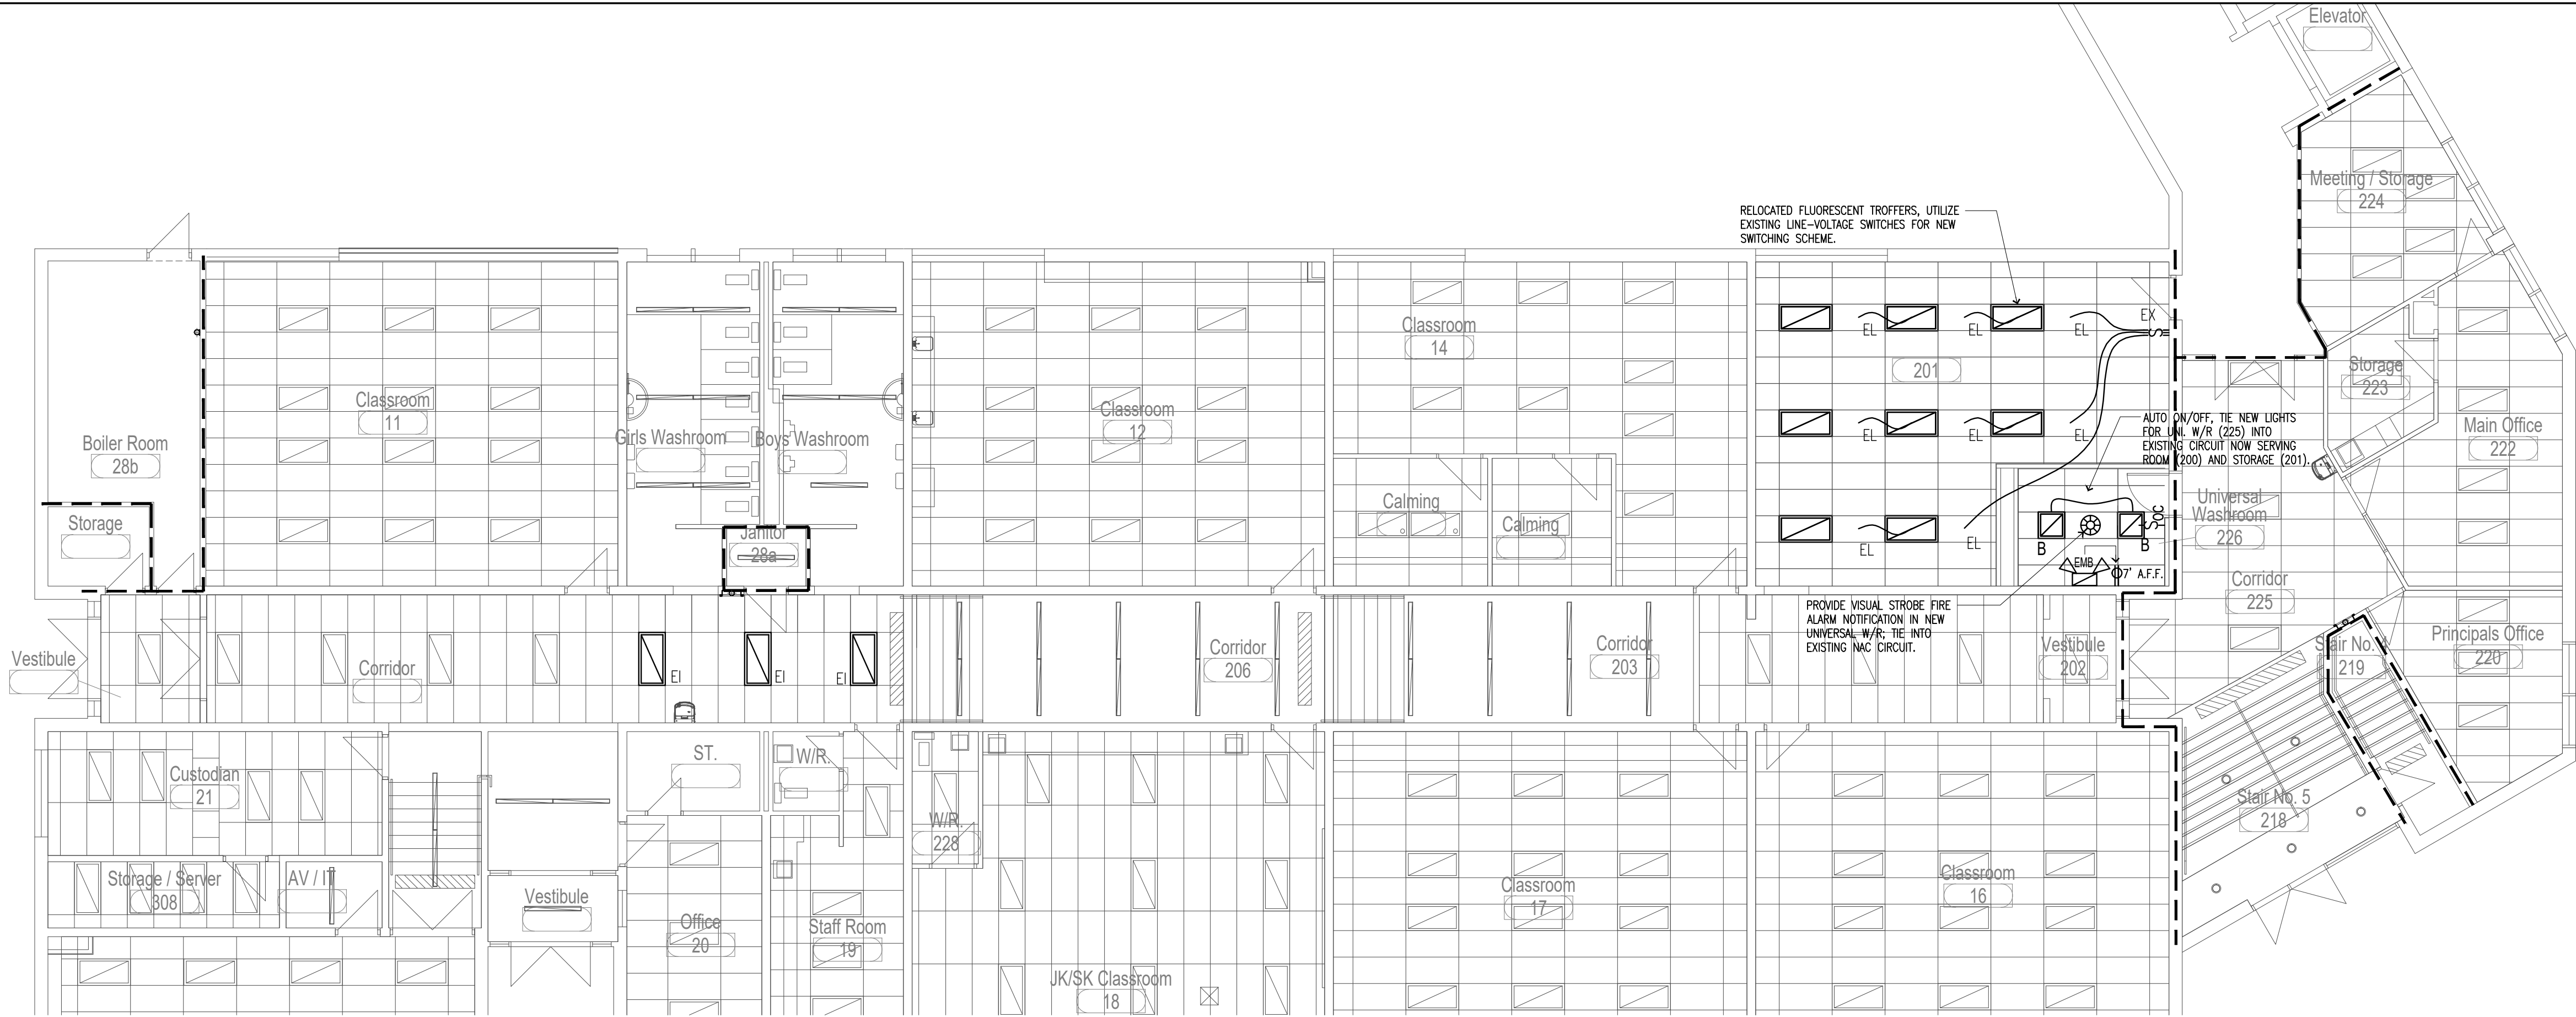 Elevator
Meeting / Storage
224
RELOCATED FLUORESCENT TROFFERS, UTILIZE
EXISTING LINE-VOLTAGE SWITCHES FOR NEW
SWITCHING SCHEME.
EL
EL
EL
EX
S
Classroom
14
201
Storage
223
Classroom
11
Classroom
12
Girls Washroom
Boys Washroom
Boiler Room
28b
EL
EL
EL
AUTO ON/OFF, TIE NEW LIGHTS
FOR UNI. W/R (225) INTO
EXISTING CIRCUIT NOW SERVING
ROOM (200) AND STORAGE (201).
Main Office
222
Calming
Calming
Universal
Washroom
226
Storage
Janitor
28a
EL
EL
B
B
SOC
EMB
7' A.F.F.
Corridor
225
PROVIDE VISUAL STROBE FIRE
ALARM NOTIFICATION IN NEW
UNIVERSAL W/R; TIE INTO
EXISTING NAC CIRCUIT.
Vestibule
Corridor
EI
EI
EI
Corridor
206
Corridor
203
Vestibule
202
Stair No.
219
Principals Office
220
Custodian
21
ST.
W/R.
W/R.
228
Stair No. 5
218
Storage / Server
308
AV / IT
Vestibule
Office
20
Staff Room
19
JK/SK Classroom
18
Classroom
17
Classroom
16